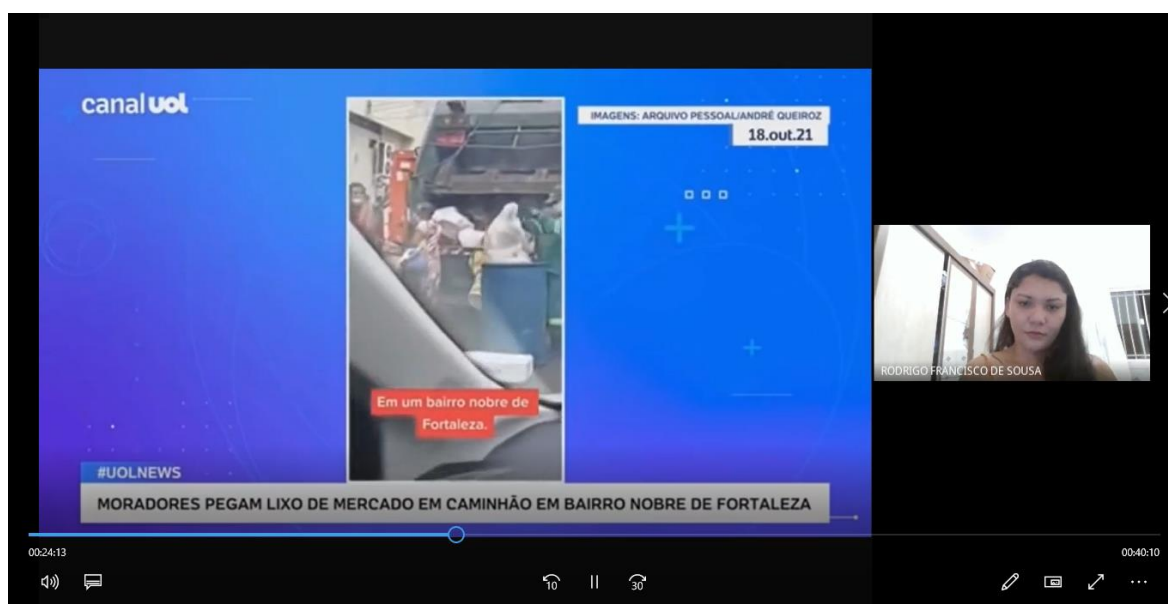 canal uol
IMAGENS: ARQUIVO PESSOAL/ANDRÉ QUEIROZ
18.out.21
Em um bairro nobre de
Fortaleza.
RODRIGO FRANCISCO DE SOUSA
#UOLNEWS
MORADORES PEGAM LIXO DE MERCADO EM CAMINHÃO EM BAIRRO NOBRE DE FORTALEZA
00:24:13
00:40:10
10
30